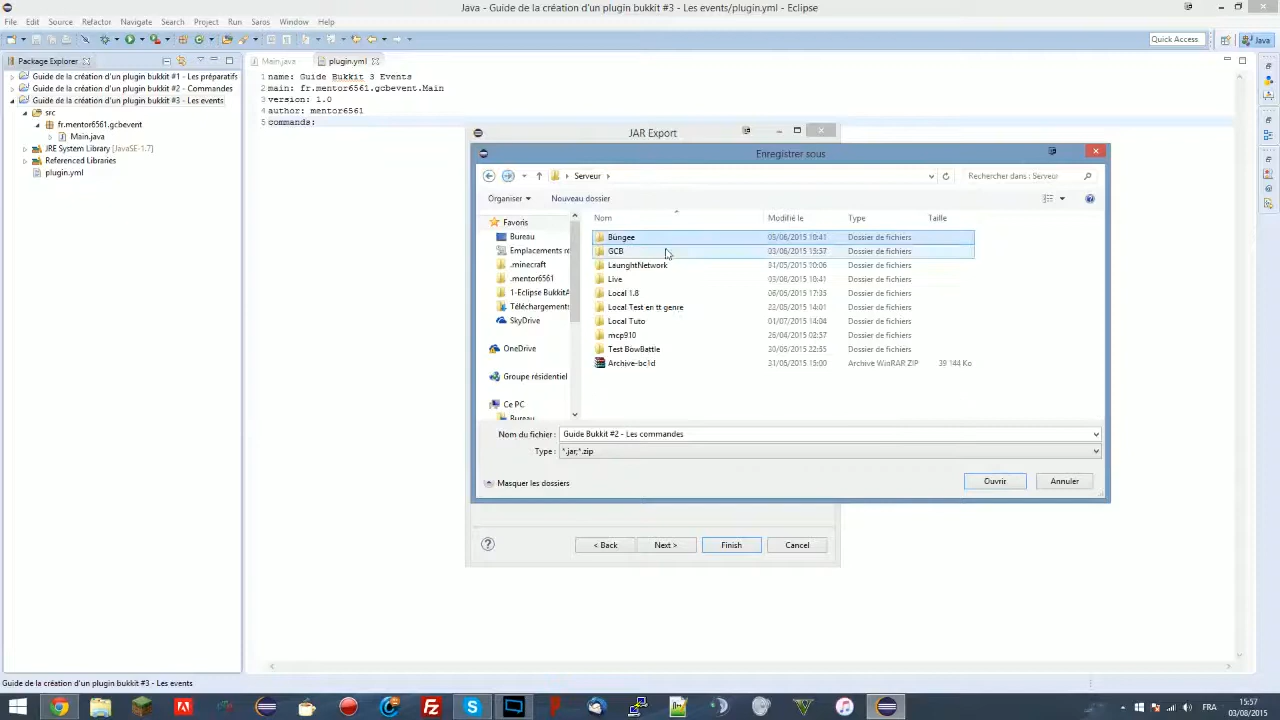 Java - Guide de la création d'un plugin bukkit #3 - Les events/plugin.yml - Eclipse
File Edit Source Refactor Navigate Search Project Run Saros Window Help
Quick Access
Java
Package Explorer
Main.java
plugin.yml
Guide de la création d'un plugin bukkit #1 - Les préparatifs
Guide de la création d'un plugin bukkit #2 - Commandes
Guide de la création d'un plugin bukkit #3 - Les events
src
fr.mentor6561.gcbevent
Main.java
JRE System Library [JavaSE-1.7]
Referenced Libraries
plugin.yml
1 name: Guide Bukkit 3 Events
2 main: fr.mentor6561.gcbevent.Main
3 version: 1.0
4 author: mentor6561
5 commands:
JAR Export
Enregistrer sous
Serveur
Rechercher dans : Serveur
Organiser
Nouveau dossier
Favoris
Bureau
Emplacements ré
.minecraft
.mentor6561
1-Eclipse BukkitA
Téléchargements
SkyDrive
OneDrive
Groupe résidentiel
Ce PC
Bureau
Nom Modifié le Type Taille
Bungee 05/06/2015 19:41 Dossier de fichiers
GCB 03/08/2015 15:57 Dossier de fichiers
LaunghtNetwork 31/05/2015 10:06 Dossier de fichiers
Live Dossier de fichiers
Local 1.8 06/05/2015 17:35 Dossier de fichiers
Local Test en tt genre 22/05/2015 14:01 Dossier de fichiers
Local Tuto 01/07/2015 14:04 Dossier de fichiers
mcp910 25/04/2015 02:57 Dossier de fichiers
Test BowBattle 30/05/2015 22:55 Dossier de fichiers
Archive-bc1d 31/05/2015 15:00 Archive WinRAR ZIP 39 144 Ko
Nom du fichier : Guide Bukkit #2 - Les commandes
Type : *.jar;*.zip
Masquer les dossiers
Ouvrir
Annuler
< Back
Next >
Finish
Cancel
Guide de la création d'un plugin bukkit #3 - Les events
FRA
15:57
03/08/2015